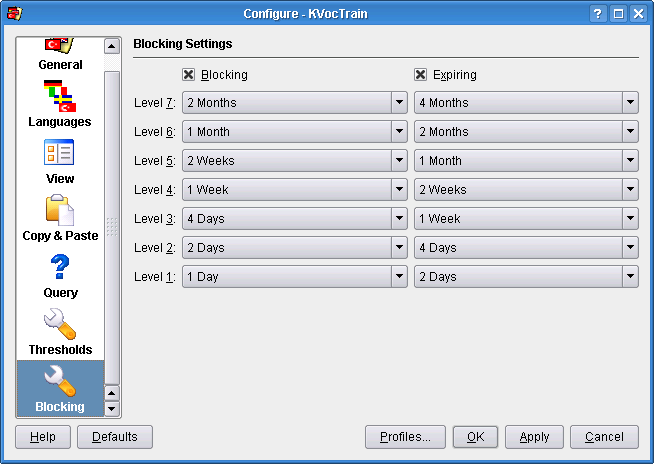 Configure - KVocTrain
General
Languages
View
Copy & Paste
Query
Thresholds
Blocking
Blocking Settings
Blocking Expiring
Level 7: 2 Months 4 Months
Level 6: 1 Month 2 Months
Level 5: 2 Weeks 1 Month
Level 4: 1 Week 2 Weeks
Level 3: 4 Days 1 Week
Level 2: 2 Days 4 Days
Level 1: 1 Day 2 Days
Help Defaults Profiles... OK Apply Cancel